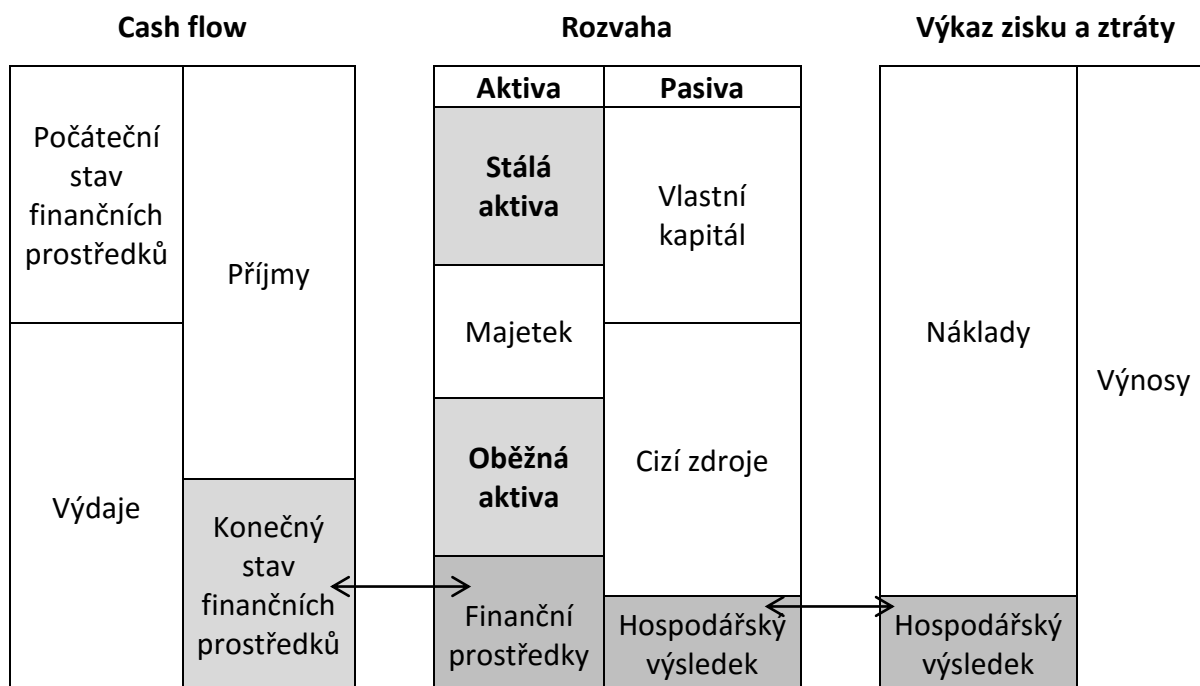 Cash flow
Počáteční
stav
finančních
prostředků
Výdaje
Příjmy
Konečný
stav
finančních
prostředků
Rozvaha
Aktiva
Stálá
aktiva
Majetek
Oběžná
aktiva
Finanční
prostředky
Pasiva
Vlastní
kapitál
Cizí zdroje
Hospodářský
výsledek
Výkaz zisku a ztráty
Náklady
Hospodářský
výsledek
Výnosy